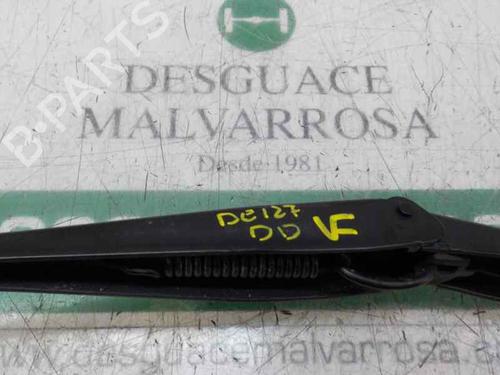 DESGUACE
MALVARROSA
Desde 1981
DE127
DD
VF
www.desguacemalvarrosa.
B-PARTS